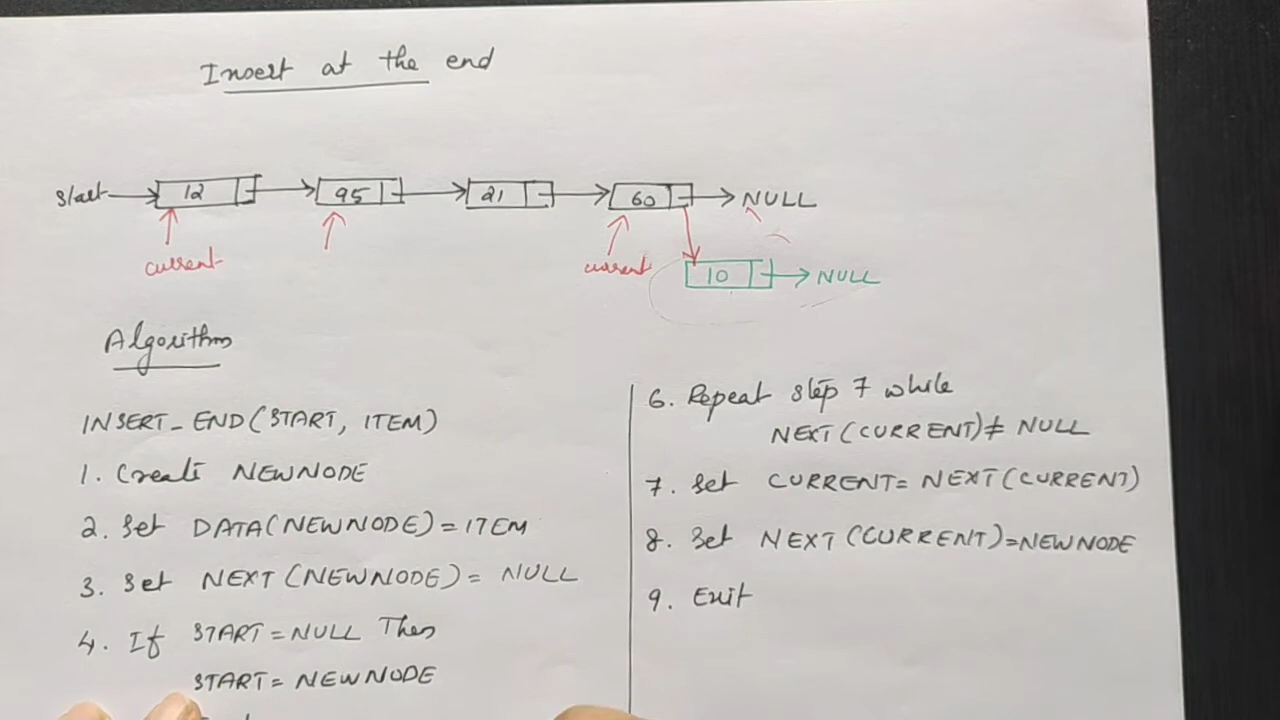 Insert at the end
Start 12 95 21 60 NULL
current current 10 NULL
Algorithm
INSERT_END(START, ITEM)
1. Create NEWNODE
2. Set DATA(NEWNODE)=ITEM
3. Set NEXT(NEWNODE)= NULL
4. If START=NULL Then
START= NEWNODE
6. Repeat step 7 while
NEXT(CURRENT)≠ NULL
7. Set CURRENT= NEXT(CURRENT)
8. Set NEXT(CURRENT)=NEWNODE
9. Exit